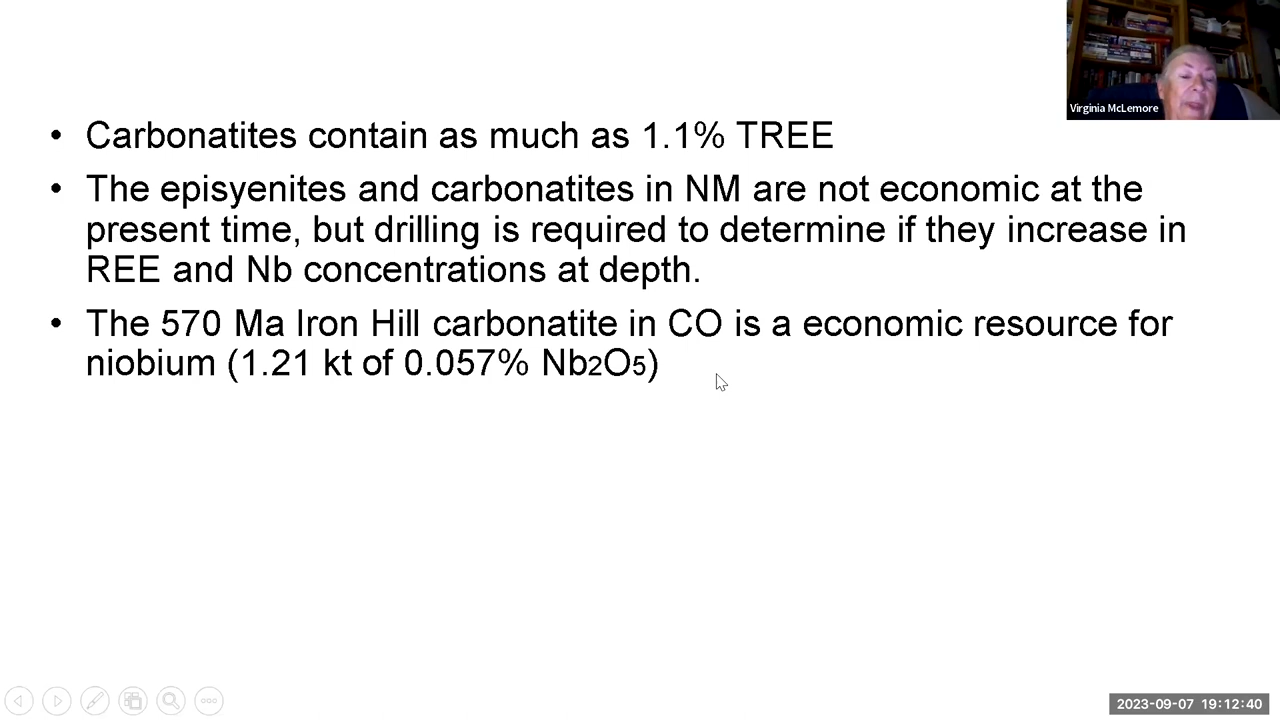 Virginia McLemore
• Carbonatites contain as much as 1.1% TREE
• The episyenites and carbonatites in NM are not economic at the
present time, but drilling is required to determine if they increase in
REE and Nb concentrations at depth.
• The 570 Ma Iron Hill carbonatite in CO is a economic resource for
niobium (1.21 kt of 0.057% Nb2O5)
2023-09-07 19:12:40